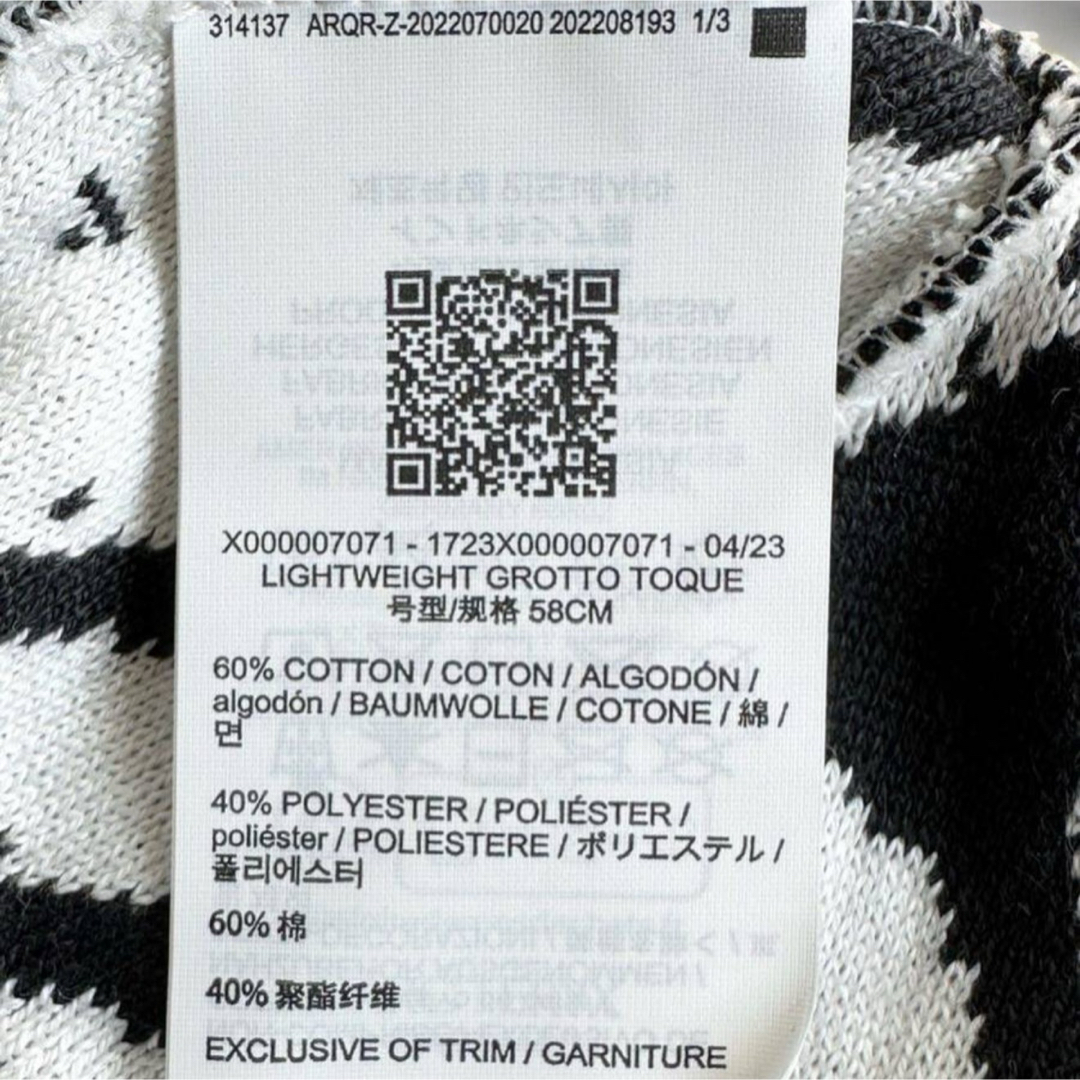 314137 ARQR-Z-2022070020 202208193 1/3
X000007071 - 1723X000007071 - 04/23
LIGHTWEIGHT GROTTO TOQUE
号型/规格 58CM
60% COTTON / COTON / ALGODÓN /
algodón / BAUMWOLLE / COTONE / 綿 /
면
40% POLYESTER / POLIÉSTER /
poliéster / POLIESTERE / ポリエステル /
폴리에스터
60% 棉
40% 聚酯纤维
EXCLUSIVE OF TRIM / GARNITURE